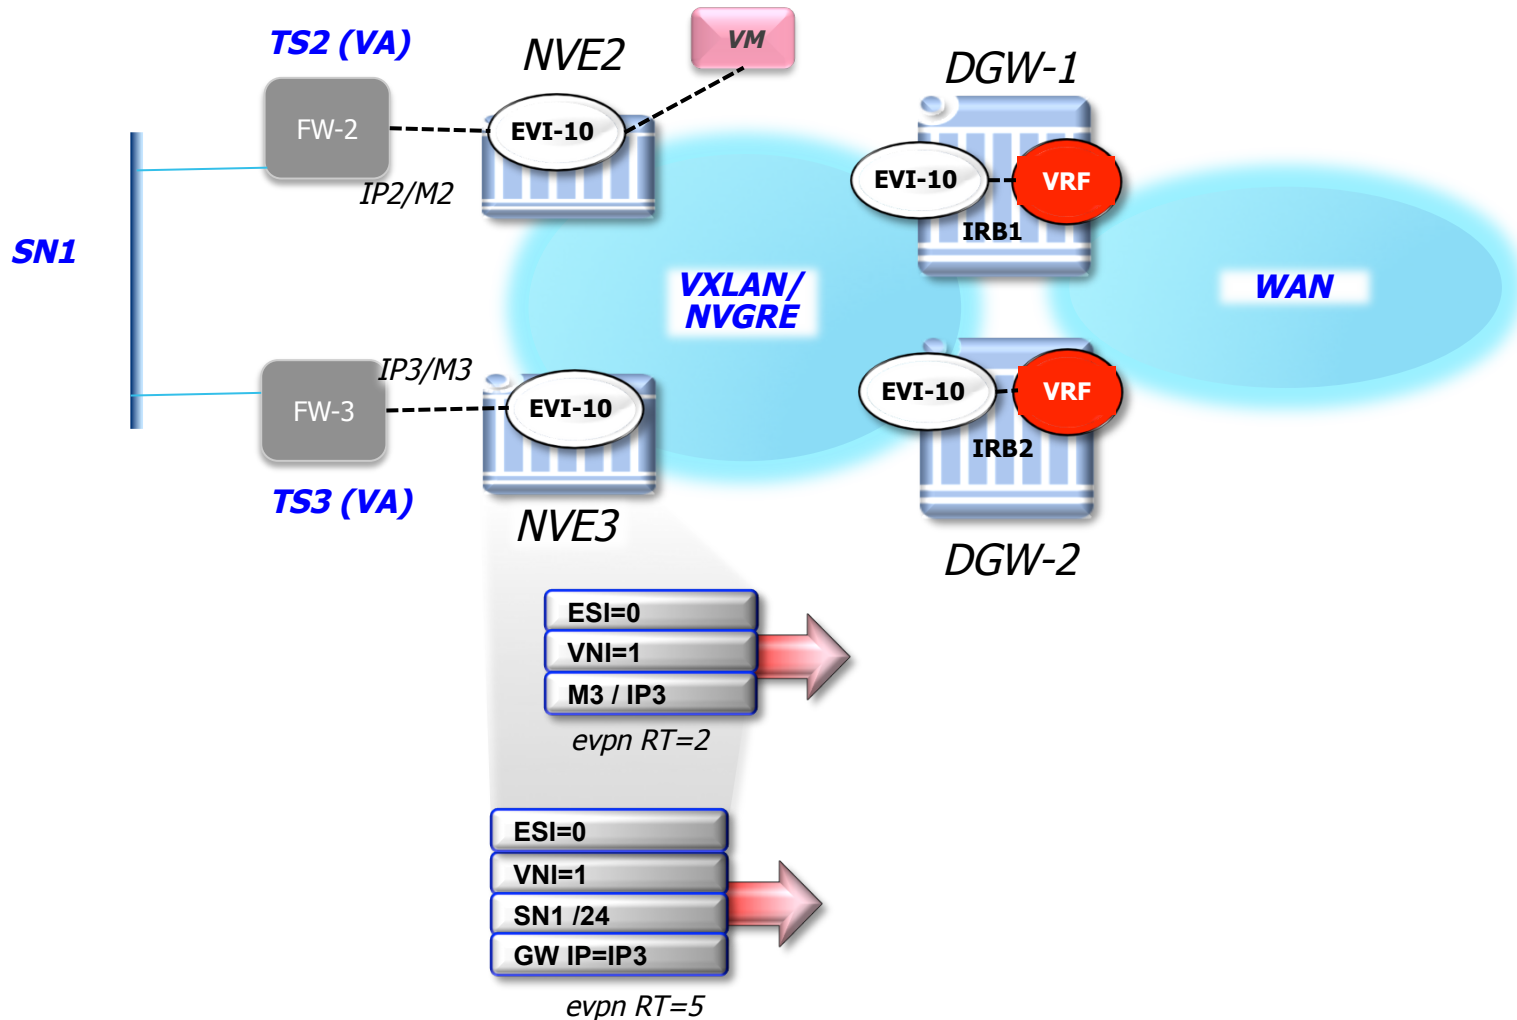 TS2 (VA)
NVE2
VM
DGW-1
FW-2
EVI-10
IP2/M2
EVI-10
VRF
IRB1
SN1
VXLAN/
NVGRE
WAN
IP3/M3
FW-3
EVI-10
EVI-10
VRF
IRB2
TS3 (VA)
NVE3
DGW-2
ESI=0
VNI=1
M3 / IP3
evpn RT=2
ESI=0
VNI=1
SN1 /24
GW IP=IP3
evpn RT=5